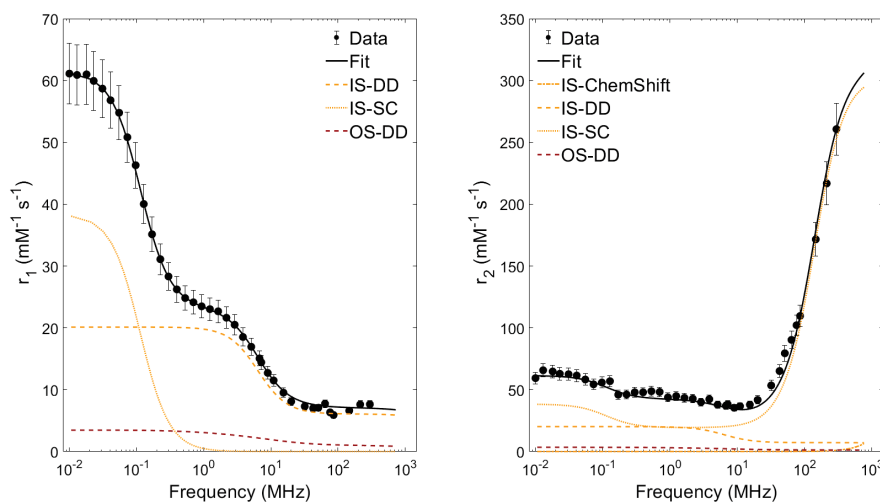 70
60
50
40
30
20
10
0
r1 (mM-1 s-1)
10-2
10-1
100
101
102
103
Frequency (MHz)
Data
Fit
IS-DD
IS-SC
OS-DD
350
300
250
200
150
100
50
0
r2 (mM-1 s-1)
10-2
10-1
100
101
102
103
Frequency (MHz)
Data
Fit
IS-ChemShift
IS-DD
IS-SC
OS-DD